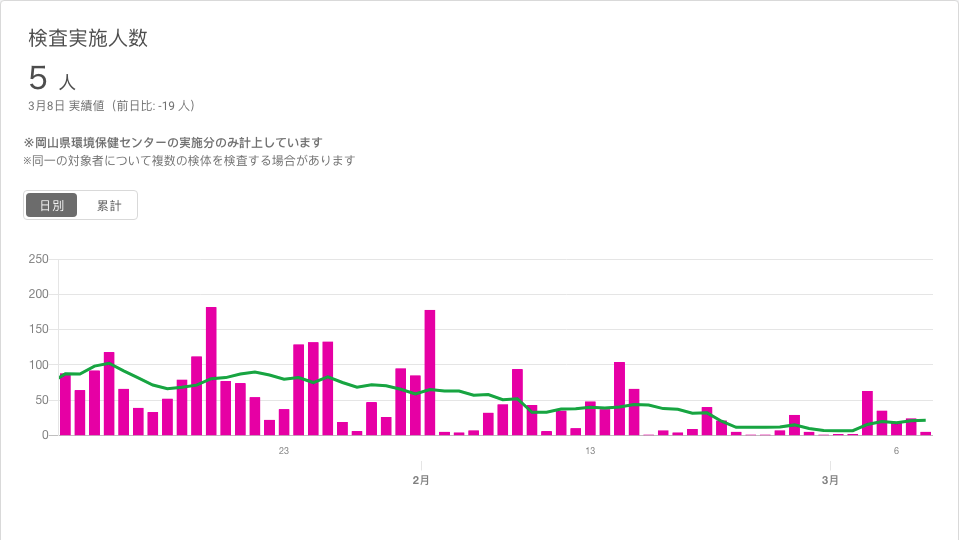 検査実施人数
5 人
3月8日 実績値（前日比: -19 人）
※岡山県環境保健センターの実施分のみ計上しています
※同一の対象者について複数の検体を検査する場合があります
日別 累計
250
200
150
100
50
0
23 13 6
2月 3月